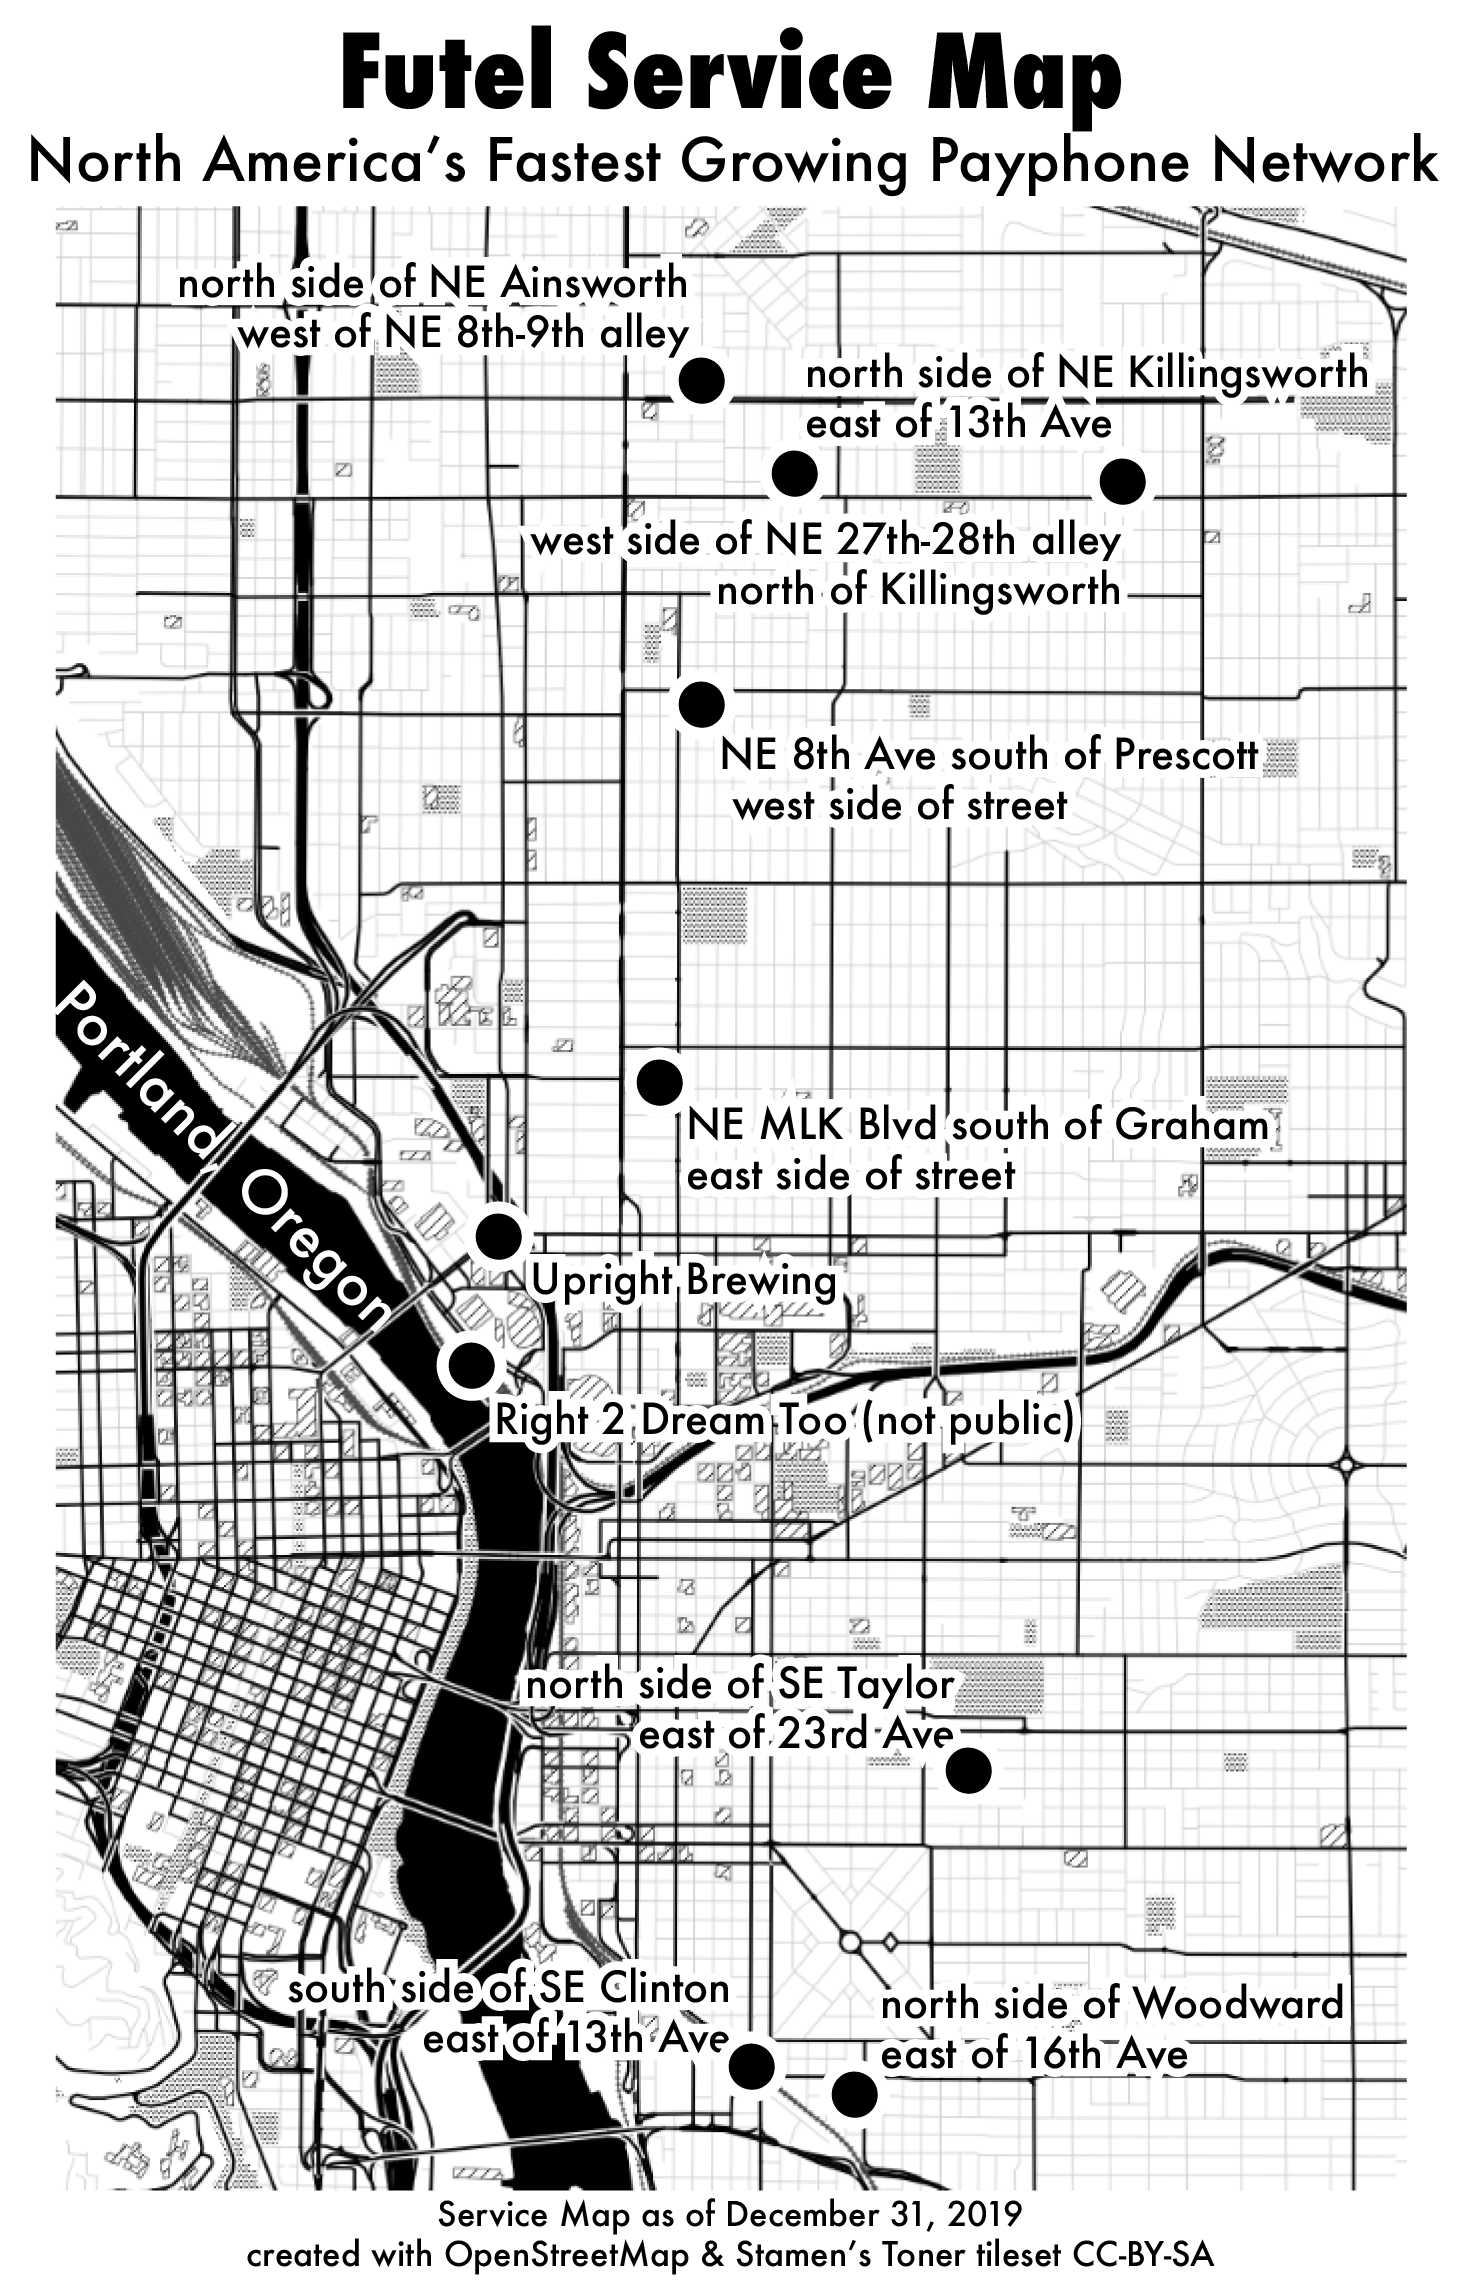 Futel Service Map
North America's Fastest Growing Payphone Network
north side of NE Ainsworth
west of NE 8th-9th alley
north side of NE Killingsworth
east of 13th Ave
west side of NE 27th-28th alley
north of Killingsworth
NE 8th Ave south of Prescott
west side of street
Portland Oregon
NE MLK Blvd south of Graham
east side of street
Upright Brewing
Right 2 Dream Too (not public)
north side of SE Taylor
east of 23rd Ave
south side of SE Clinton
east of 13th Ave
north side of Woodward
east of 16th Ave
Service Map as of December 31, 2019
created with OpenStreetMap & Stamen's Toner tileset CC-BY-SA